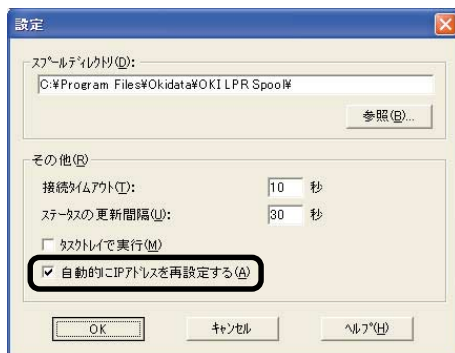 設定
スプールディレクトリ(D):
C:¥Program Files¥Okidata¥OKI LPR Spool¥
参照(B)...
その他(R)
接続タイムアウト(T): 10 秒
ステータスの更新間隔(U): 30 秒
タスクトレイで実行(M)
自動的にIPアドレスを再設定する(A)
OK キャンセル ヘルプ(H)